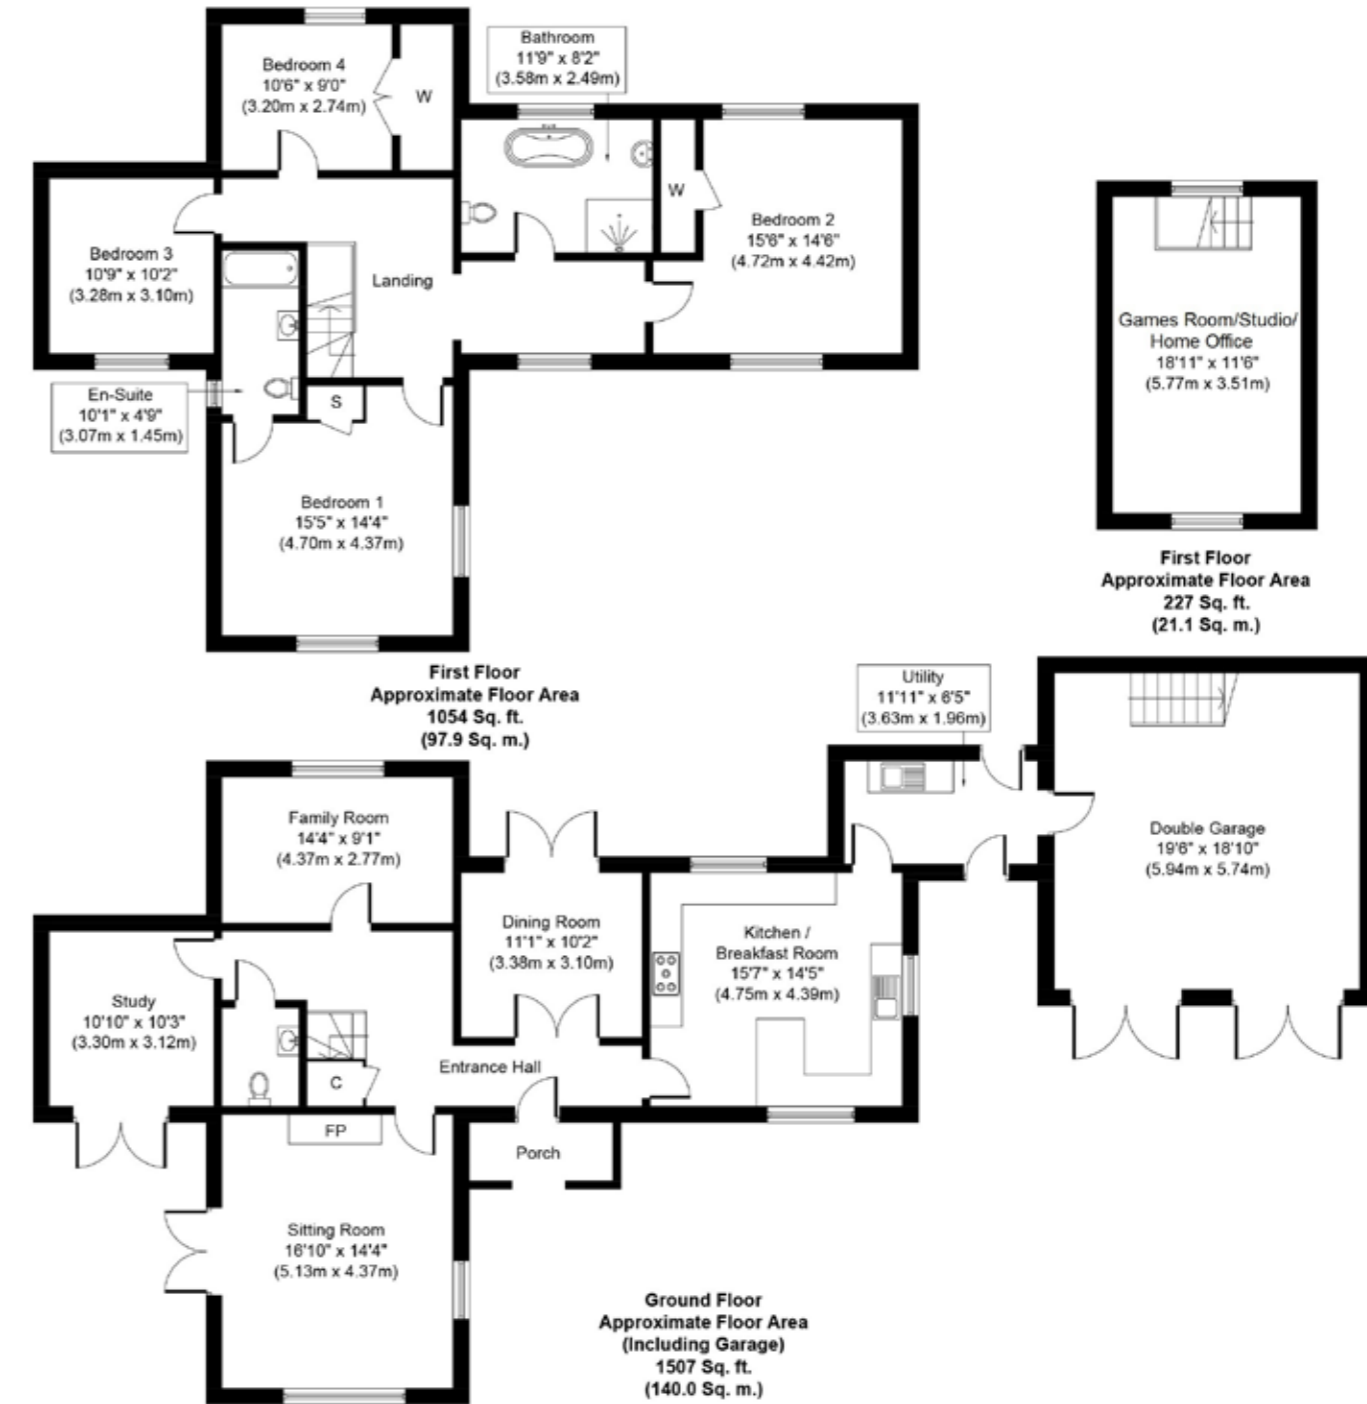 Bedroom 4
10'6" x 9'0"
(3.20m x 2.74m)
W
Bathroom
11'9" x 8'2"
(3.58m x 2.49m)
W
Bedroom 2
15'6" x 14'6"
(4.72m x 4.42m)
Bedroom 3
10'9" x 10'2"
(3.28m x 3.10m)
Landing
En-Suite
10'1" x 4'9"
(3.07m x 1.45m)
S
Bedroom 1
15'5" x 14'4"
(4.70m x 4.37m)
Games Room/Studio/
Home Office
18'11" x 11'6"
(5.77m x 3.51m)
First Floor
Approximate Floor Area
227 Sq. ft.
(21.1 Sq. m.)
First Floor
Approximate Floor Area
1054 Sq. ft.
(97.9 Sq. m.)
Utility
11'11" x 6'5"
(3.63m x 1.96m)
Family Room
14'4" x 9'1"
(4.37m x 2.77m)
Dining Room
11'1" x 10'2"
(3.38m x 3.10m)
Kitchen /
Breakfast Room
15'7" x 14'5"
(4.75m x 4.39m)
Double Garage
19'6" x 18'10"
(5.94m x 5.74m)
Study
10'10" x 10'3"
(3.30m x 3.12m)
C
Entrance Hall
FP
Porch
Sitting Room
16'10" x 14'4"
(5.13m x 4.37m)
Ground Floor
Approximate Floor Area
(Including Garage)
1507 Sq. ft.
(140.0 Sq. m.)